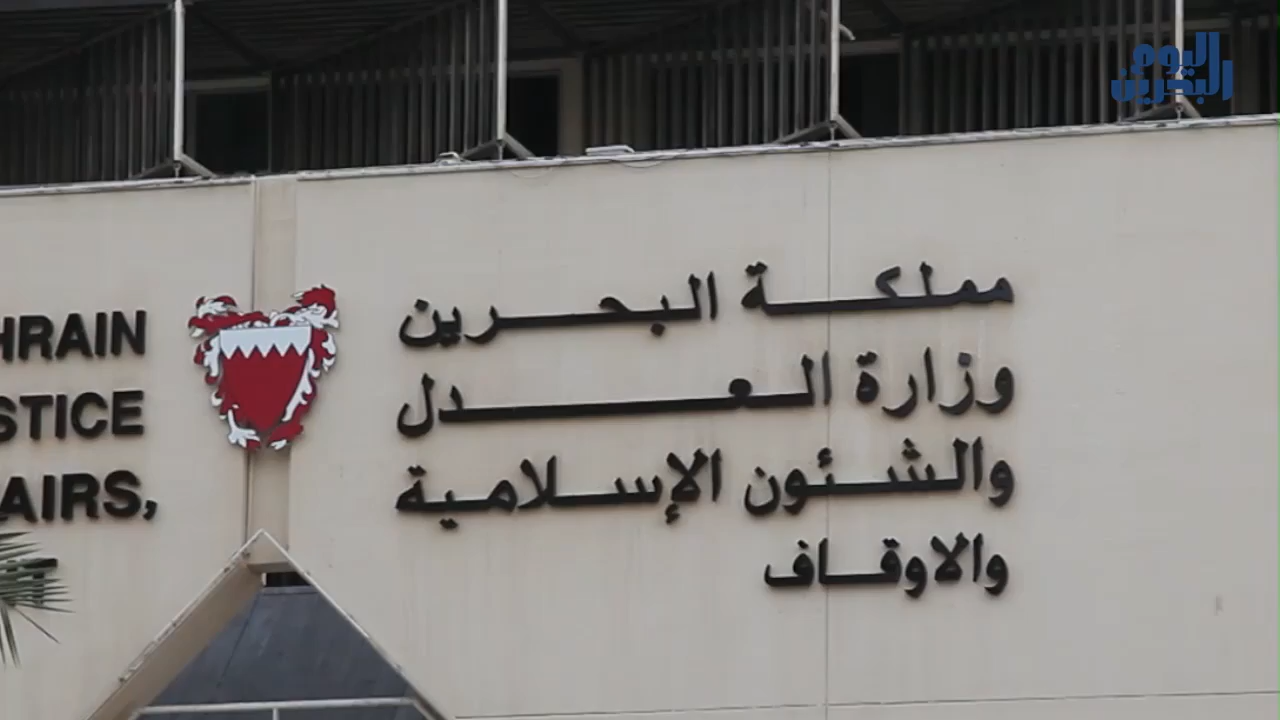 اليوم
البحرين
مملكة البحرين
وزارة العدل
والشئون الإسلامية
والاوقاف
HRAIN
STICE
AIRS,